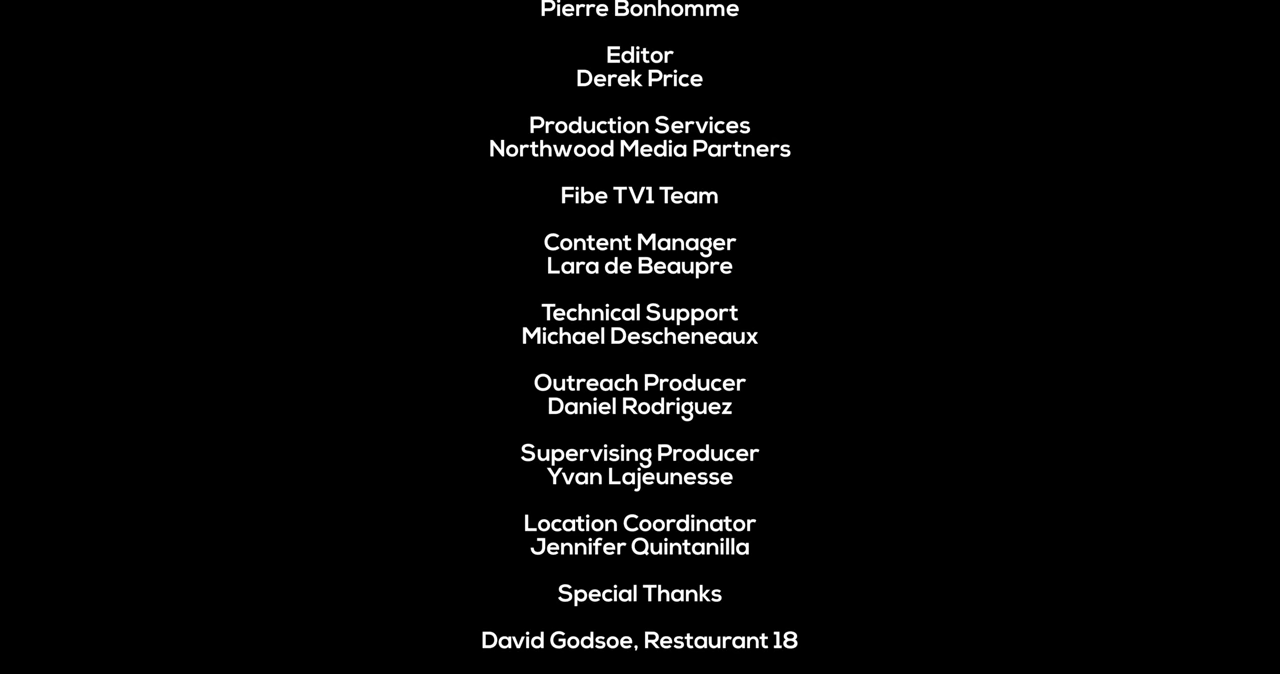 Pierre Bonhomme
Editor
Derek Price
Production Services
Northwood Media Partners
Fibe TV1 Team
Content Manager
Lara de Beaupre
Technical Support
Michael Descheneaux
Outreach Producer
Daniel Rodriguez
Supervising Producer
Yvan Lajeunesse
Location Coordinator
Jennifer Quintanilla
Special Thanks
David Godsoe, Restaurant 18